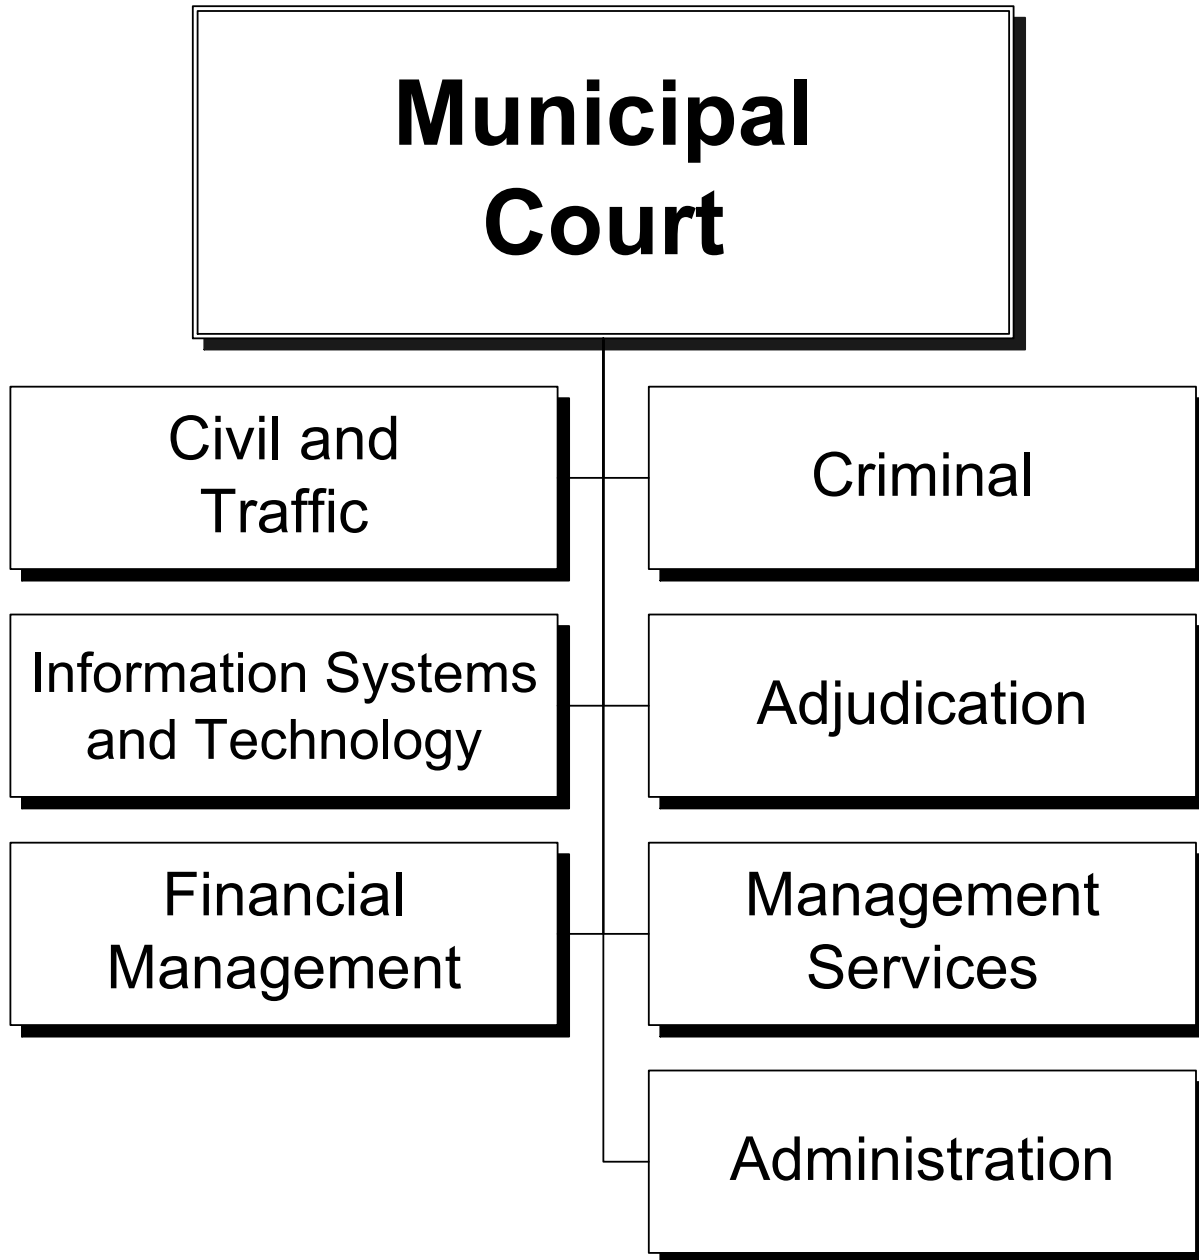 Municipal
Court
Civil and
Traffic
Criminal
Information Systems
and Technology
Adjudication
Financial
Management
Management
Services
Administration